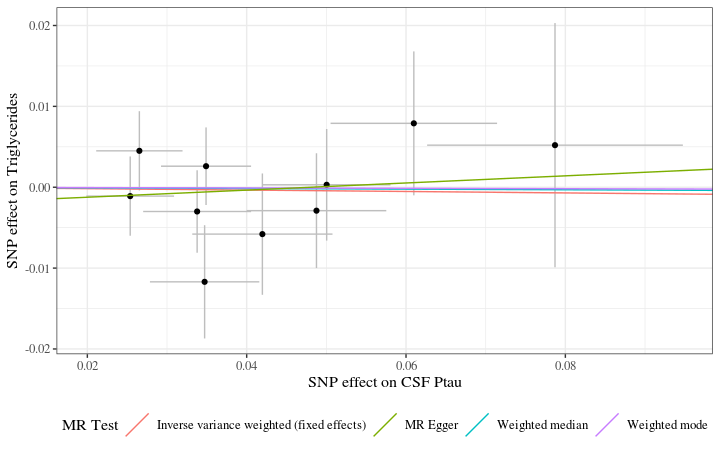 0.02
0.01
0.00
-0.01
-0.02
SNP effect on Triglycerides
0.02 0.04 0.06 0.08
SNP effect on CSF Ptau
MR Test Inverse variance weighted (fixed effects) MR Egger Weighted median Weighted mode